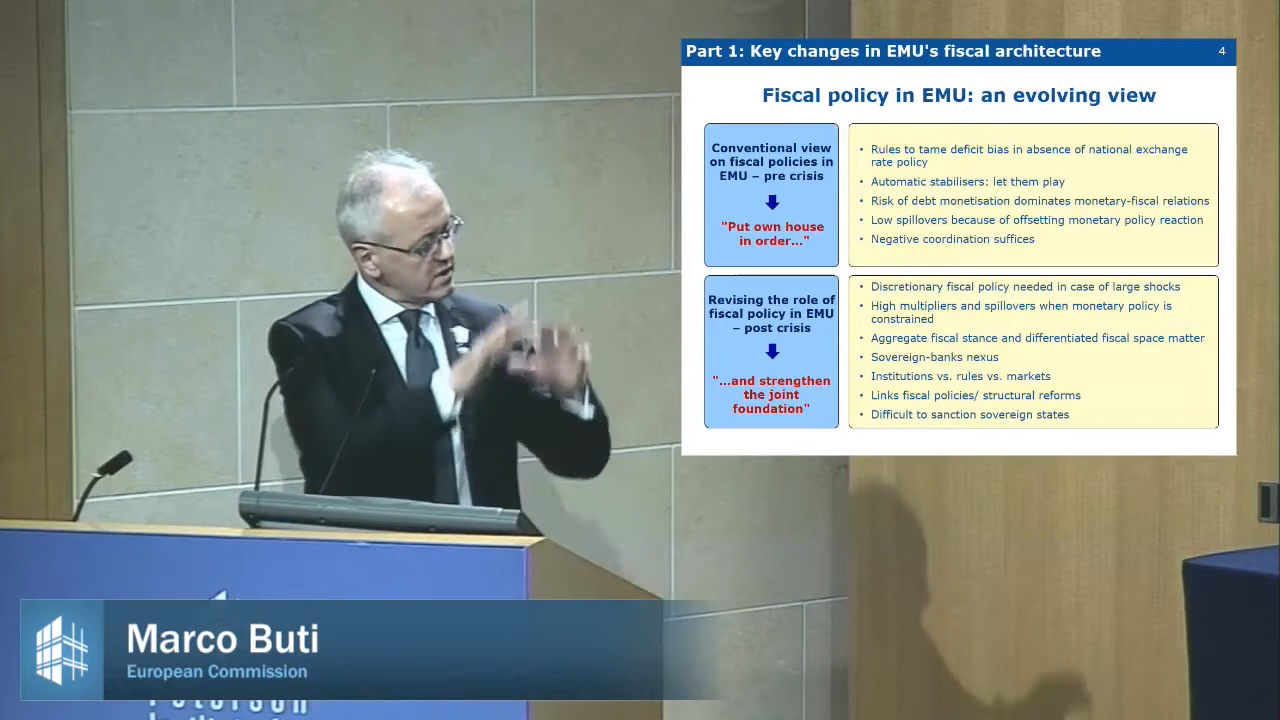 Part 1: Key changes in EMU's fiscal architecture 4
Fiscal policy in EMU: an evolving view
Conventional view
on fiscal policies in
EMU – pre crisis
"Put own house
in order..."
• Rules to tame deficit bias in absence of national exchange
rate policy
• Automatic stabilisers: let them play
• Risk of debt monetisation dominates monetary-fiscal relations
• Low spillovers because of offsetting monetary policy reaction
• Negative coordination suffices
Revising the role of
fiscal policy in EMU
– post crisis
"...and strengthen
the joint
foundation"
• Discretionary fiscal policy needed in case of large shocks
• High multipliers and spillovers when monetary policy is
constrained
• Aggregate fiscal stance and differentiated fiscal space matter
• Sovereign-banks nexus
• Institutions vs. rules vs. markets
• Links fiscal policies/ structural reforms
• Difficult to sanction sovereign states
Marco Buti
European Commission